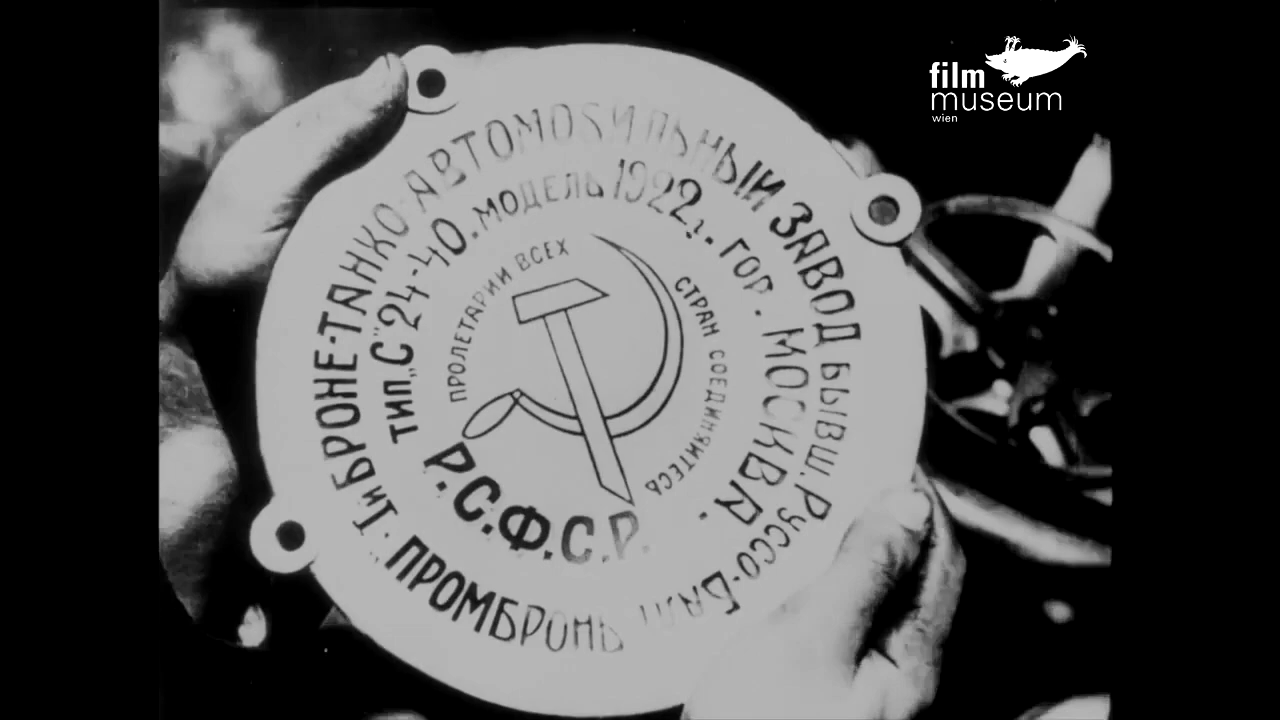 film
museum
wien
1й БРОНЕ-ТАНКО-АВТОМОБИЛЬНЫЙ ЗАВОД БЫВШ. РУССО-БАЛТ
"ПРОМБРОНЬ
ТИП „С" 24-40. МОДЕЛЬ 1922 г. ГОР. МОСКВА.
ПРОЛЕТАРИИ ВСЕХ СТРАН СОЕДИНЯЙТЕСЬ
Р.С.Ф.С.Р.